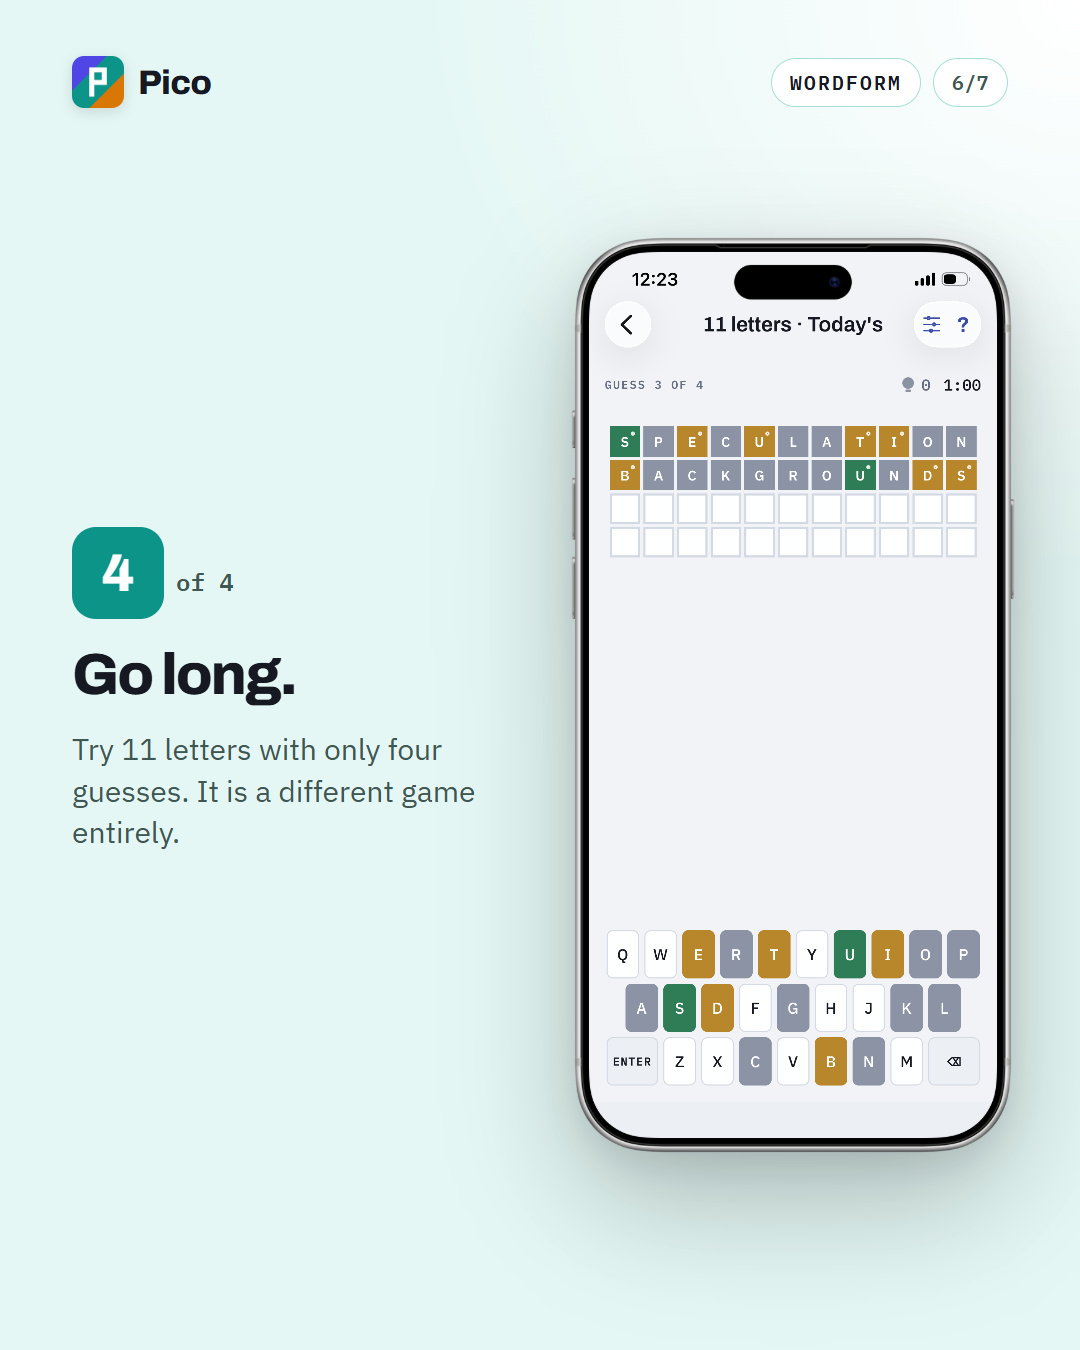 Pico
WORDFORM
6/7
4 of 4
Go long.
Try 11 letters with only four
guesses. It is a different game
entirely.
12:23
11 letters · Today's
?
GUESS 3 OF 4
0 1:00
S P E C U L A T I O N
B A C K G R O U N D S
Q W E R T Y U I O P
A S D F G H J K L
ENTER Z X C V B N M